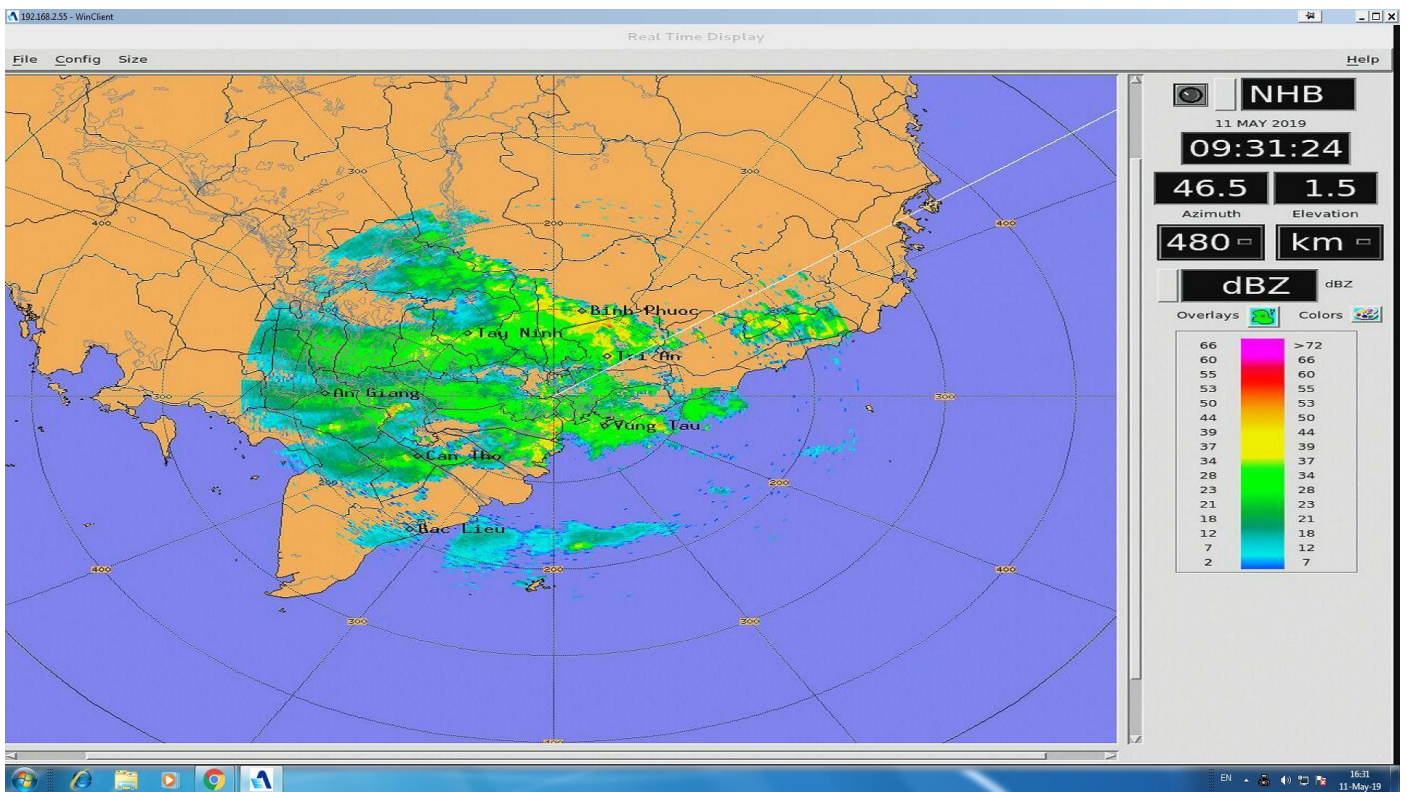 192.168.2.55 - WinClient
Real Time Display
File Config Size Help
NHB
11 MAY 2019
09:31:24
46.5 1.5
Azimuth Elevation
480 km
dBZ dBZ
Overlays Colors
66 >72
60 66
55 60
53 55
50 53
44 50
39 44
37 39
34 37
28 34
23 28
21 23
18 21
12 18
7 12
2 7
300 300
400 200 400
Binh Phuoc
Tay Ninh
Tri An
An Giang
300 300
Vung Tau
Can Tho
200 200
Bac Lieu
400 200 400
300 300
400
EN 16:31
11-May-19